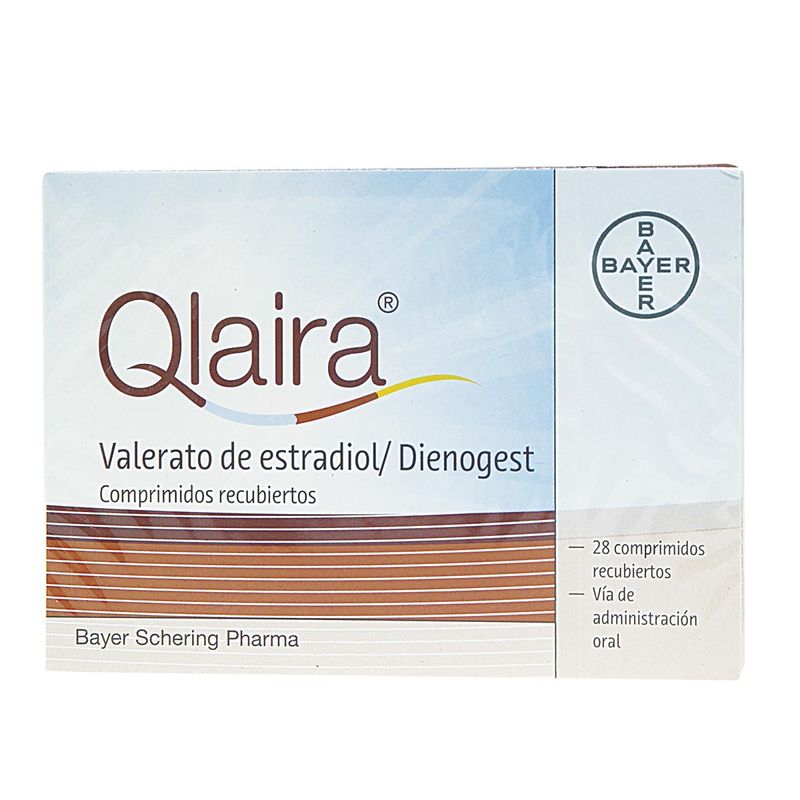 Qlaira®
Valerato de estradiol/ Dienogest
Comprimidos recubiertos
Bayer Schering Pharma
BAYER
BAYER
— 28 comprimidos
recubiertos
— Vía de
administración
oral